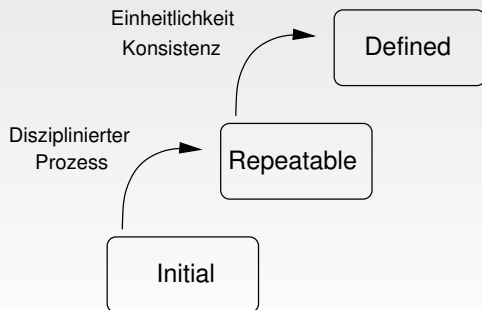 Einheitlichkeit
Konsistenz
Defined
Disziplinierter
Prozess
Repeatable
Initial